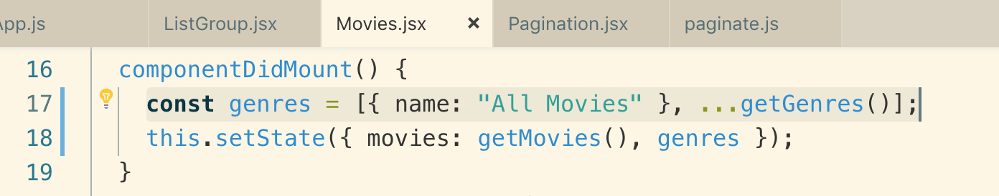 App.js ListGroup.jsx Movies.jsx × Pagination.jsx paginate.js
16 componentDidMount() {
17 const genres = [{ name: "All Movies" }, ...getGenres()];
18 this.setState({ movies: getMovies(), genres });
19 }